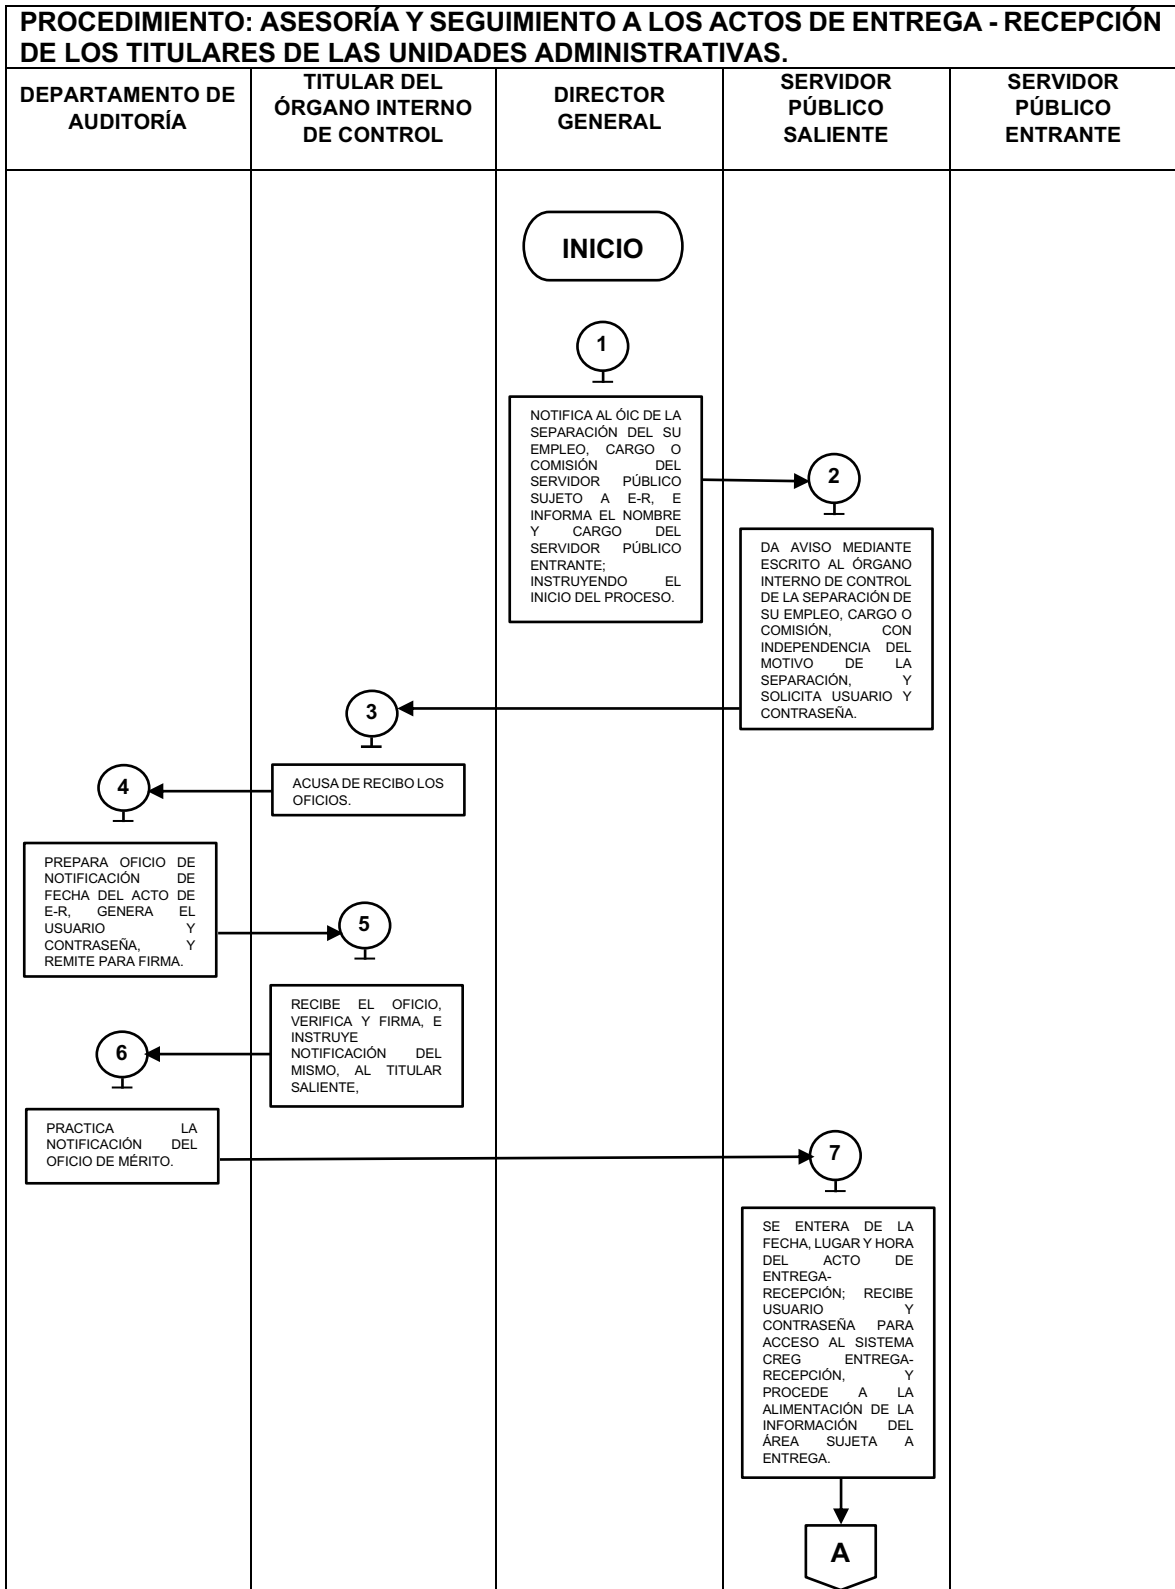 PROCEDIMIENTO: ASESORÍA Y SEGUIMIENTO A LOS ACTOS DE ENTREGA - RECEPCIÓN
DE LOS TITULARES DE LAS UNIDADES ADMINISTRATIVAS.
DEPARTAMENTO DE
AUDITORÍA
TITULAR DEL
ÓRGANO INTERNO
DE CONTROL
DIRECTOR
GENERAL
SERVIDOR
PÚBLICO
SALIENTE
SERVIDOR
PÚBLICO
ENTRANTE
INICIO
1
NOTIFICA AL ÓIC DE LA
SEPARACIÓN DEL SU
EMPLEO, CARGO O
COMISIÓN DEL
SERVIDOR PÚBLICO
SUJETO A E-R, E
INFORMA EL NOMBRE
Y CARGO DEL
SERVIDOR PÚBLICO
ENTRANTE;
INSTRUYENDO EL
INICIO DEL PROCESO.
2
DA AVISO MEDIANTE
ESCRITO AL ÓRGANO
INTERNO DE CONTROL
DE LA SEPARACIÓN DE
SU EMPLEO, CARGO O
COMISIÓN, CON
INDEPENDENCIA DEL
MOTIVO DE LA
SEPARACIÓN, Y
SOLICITA USUARIO Y
CONTRASEÑA.
3
ACUSA DE RECIBO LOS
OFICIOS.
4
PREPARA OFICIO DE
NOTIFICACIÓN DE
FECHA DEL ACTO DE
E-R, GENERA EL
USUARIO Y
CONTRASEÑA, Y
REMITE PARA FIRMA.
5
RECIBE EL OFICIO,
VERIFICA Y FIRMA, E
INSTRUYE
NOTIFICACIÓN DEL
MISMO, AL TITULAR
SALIENTE,
6
PRACTICA LA
NOTIFICACIÓN DEL
OFICIO DE MÉRITO.
7
SE ENTERA DE LA
FECHA, LUGAR Y HORA
DEL ACTO DE
ENTREGA-
RECEPCIÓN; RECIBE
USUARIO Y
CONTRASEÑA PARA
ACCESO AL SISTEMA
CREG ENTREGA-
RECEPCIÓN, Y
PROCEDE A LA
ALIMENTACIÓN DE LA
INFORMACIÓN DEL
ÁREA SUJETA A
ENTREGA.
A